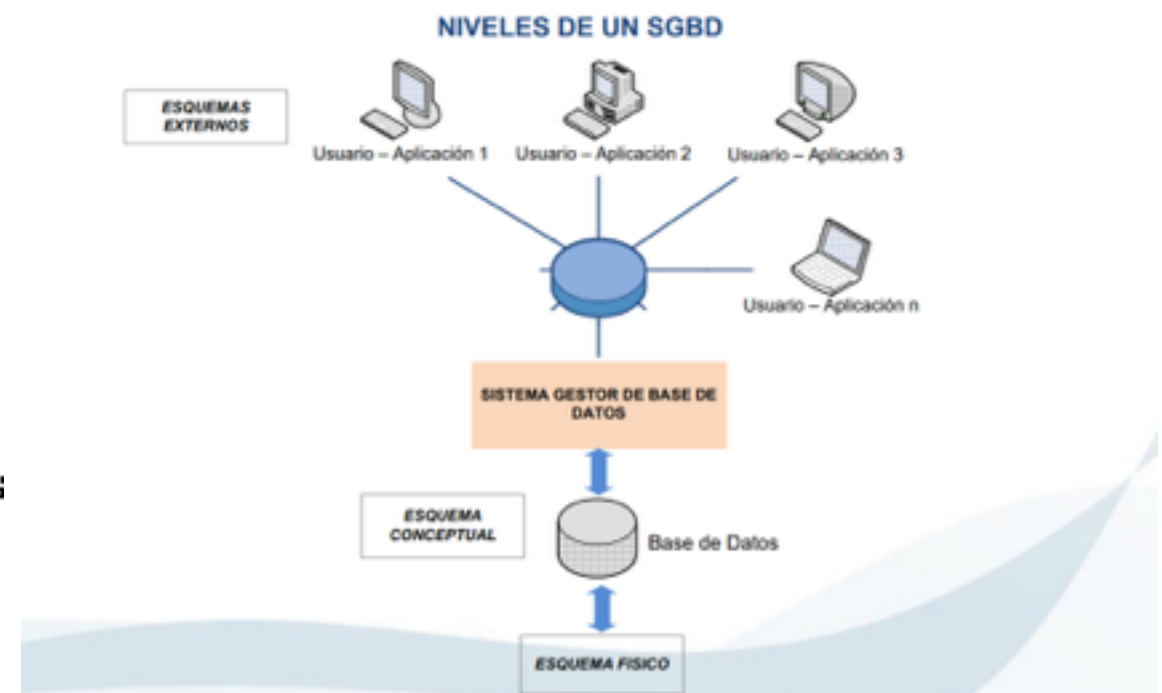 NIVELES DE UN SGBD
ESQUEMAS
EXTERNOS
Usuario – Aplicación 1
Usuario – Aplicación 2
Usuario – Aplicación 3
Usuario – Aplicación n
SISTEMA GESTOR DE BASE DE
DATOS
ESQUEMA
CONCEPTUAL
Base de Datos
ESQUEMA FISICO